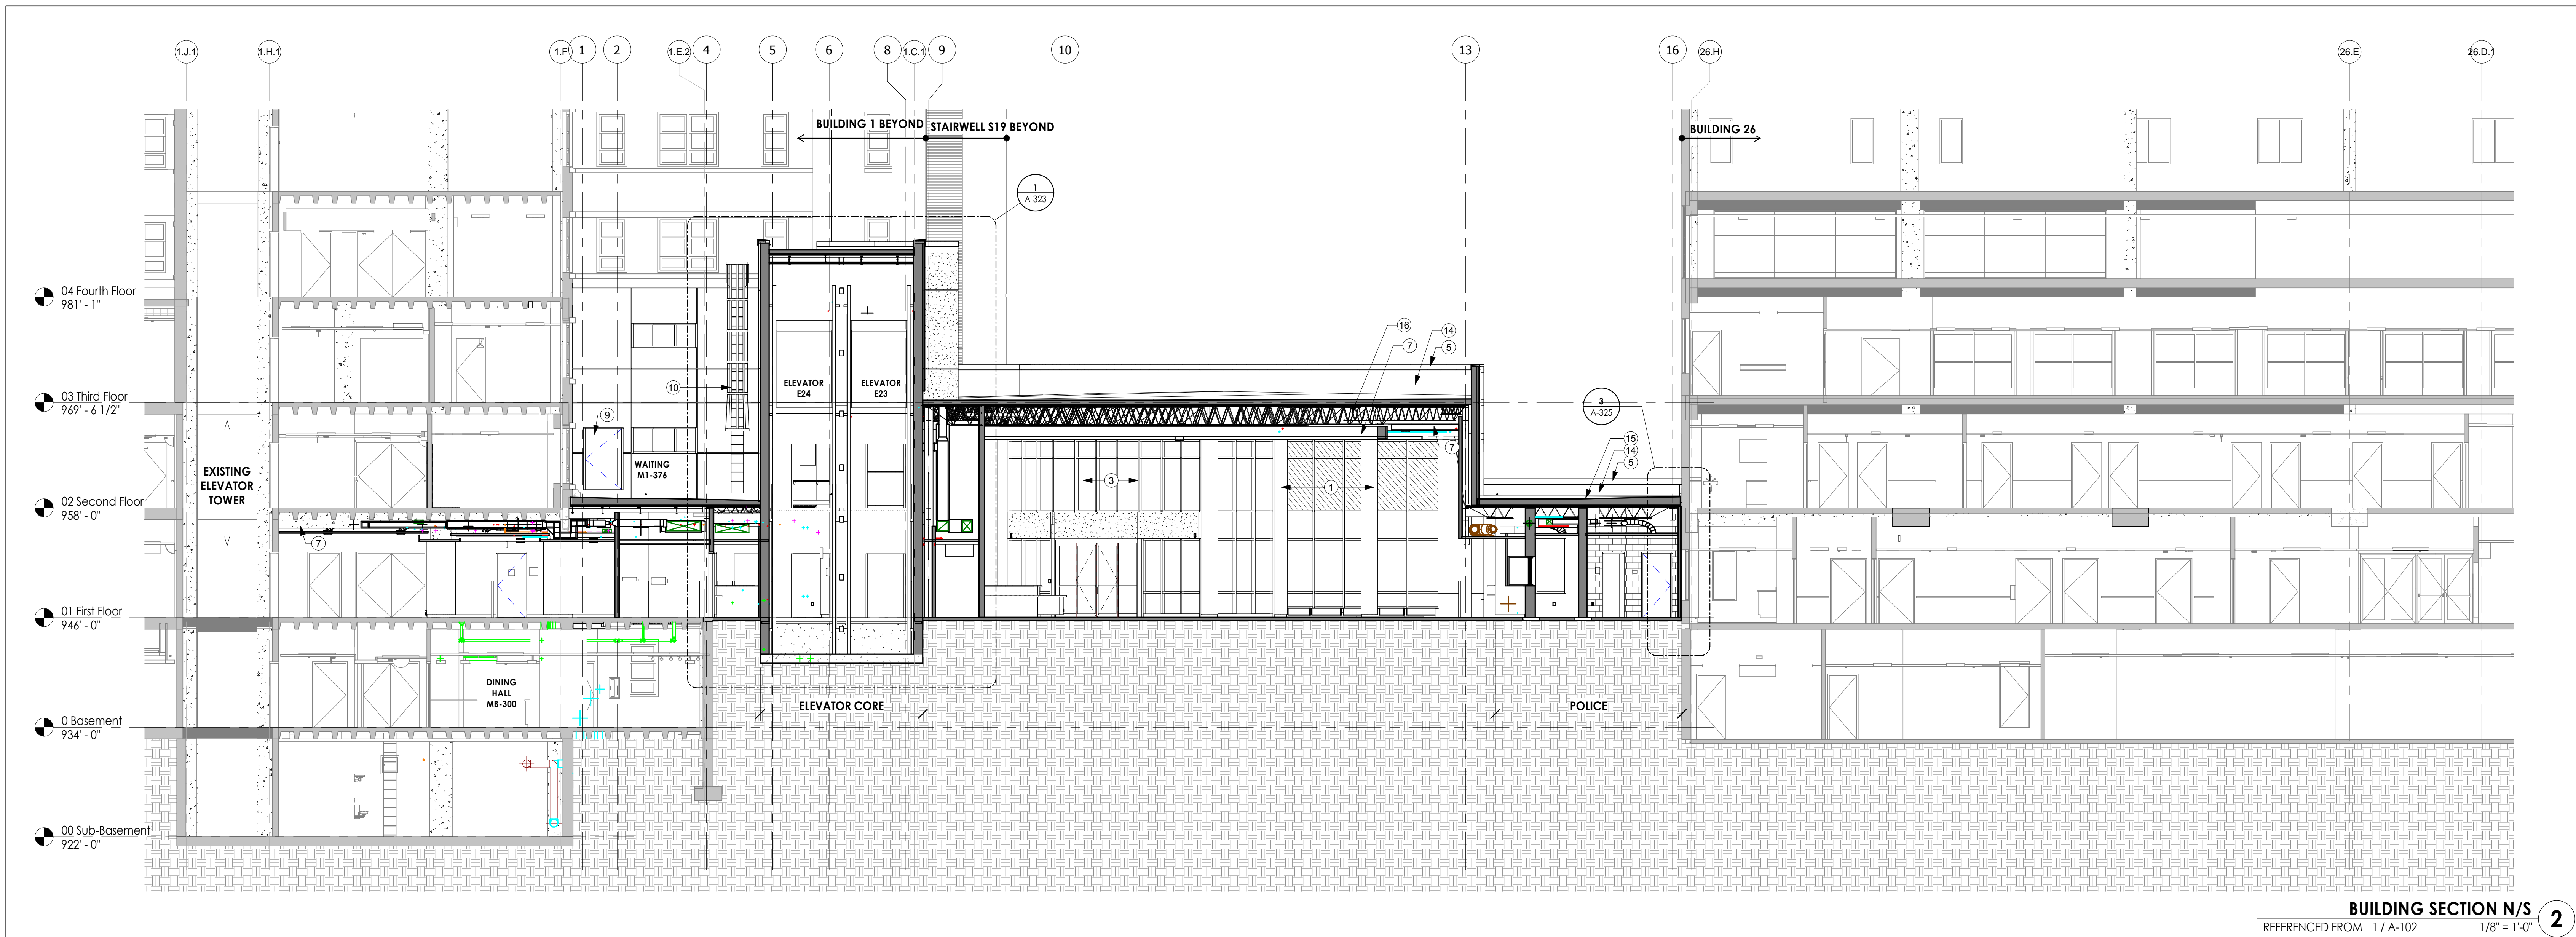 1.J.1
1.H.1
1.F
1
2
1.E.2
4
5
6
8
1.C.1
9
10
13
16
26.H
26.E
26.D.1
BUILDING 1 BEYOND
STAIRWELL S19 BEYOND
BUILDING 26
1
A-323
04 Fourth Floor
981' - 1"
16
14
7
5
10
ELEVATOR
E24
ELEVATOR
E23
03 Third Floor
969' - 6 1/2"
9
3
A-325
EXISTING
ELEVATOR
TOWER
WAITING
M1-376
15
14
5
7
3
1
02 Second Floor
958' - 0"
7
01 First Floor
946' - 0"
DINING
HALL
MB-300
ELEVATOR CORE
POLICE
0 Basement
934' - 0"
00 Sub-Basement
922' - 0"
BUILDING SECTION N/S
2
REFERENCED FROM 1 / A-102
1/8" = 1'-0"